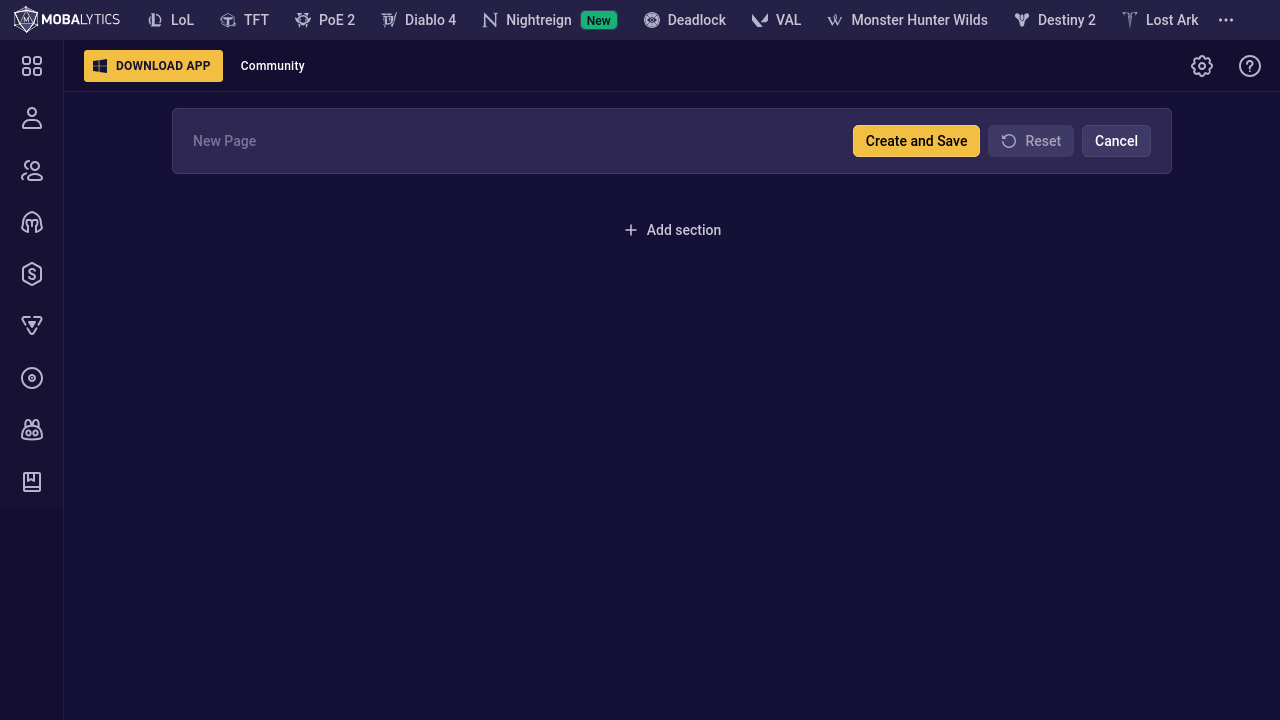 MOBALYTICS LoL TFT PoE 2 Diablo 4 Nightreign New Deadlock VAL Monster Hunter Wilds Destiny 2 Lost Ark
DOWNLOAD APP Community
New Page Create and Save Reset Cancel
Add section